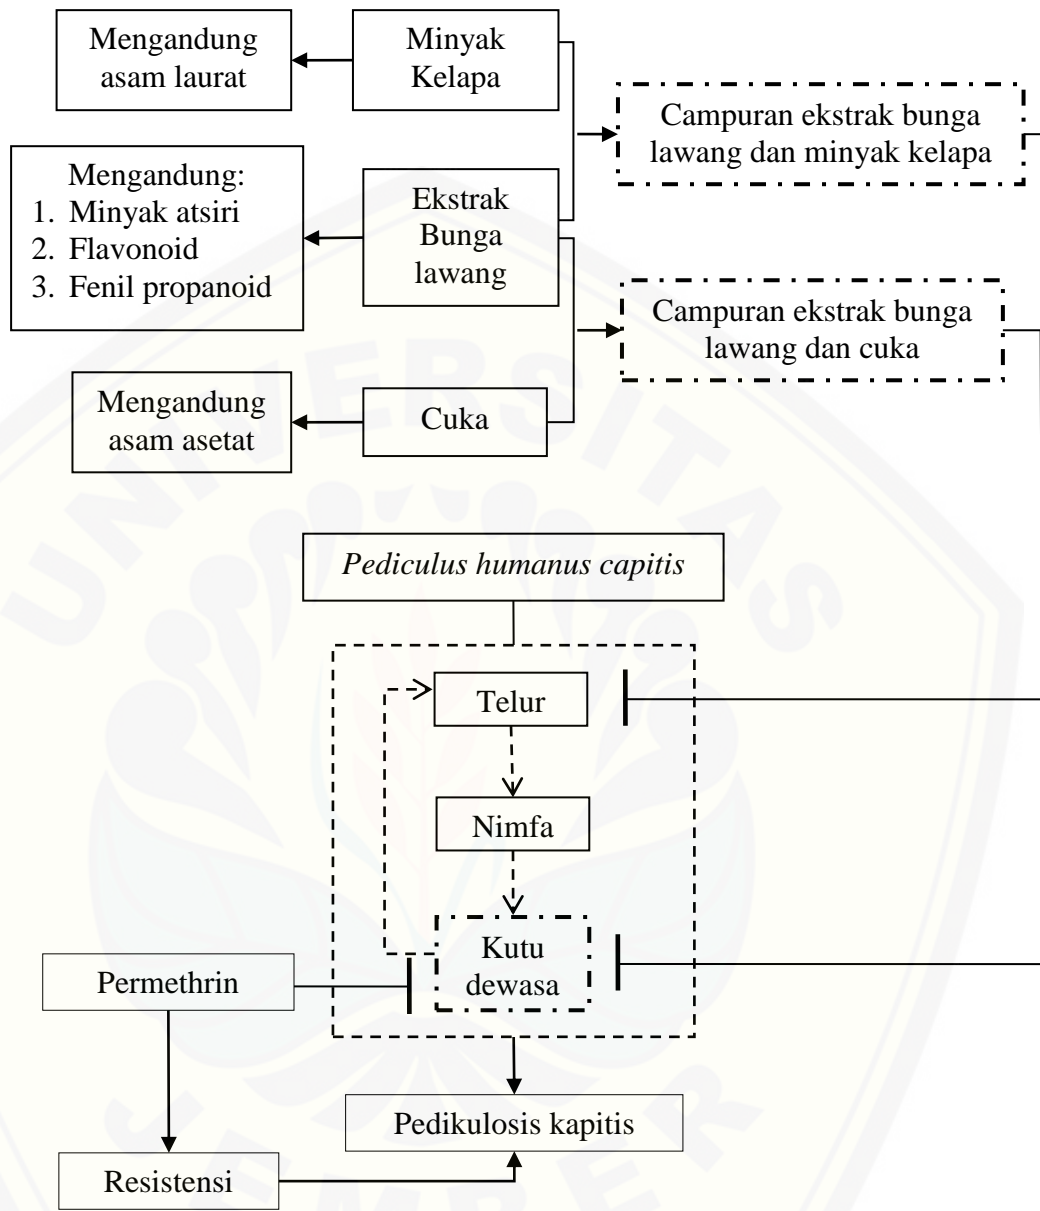 Mengandung
asam laurat
Minyak
Kelapa
Campuran ekstrak bunga
lawang dan minyak kelapa
Mengandung:
1. Minyak atsiri
2. Flavonoid
3. Fenil propanoid
Ekstrak
Bunga
lawang
Campuran ekstrak bunga
lawang dan cuka
Mengandung
asam asetat
Cuka
UNIVERSITAS
Pediculus humanus capitis
Telur
Nimfa
Kutu
dewasa
Permethrin
Pedikulosis kapitis
Resistensi
JEMBER